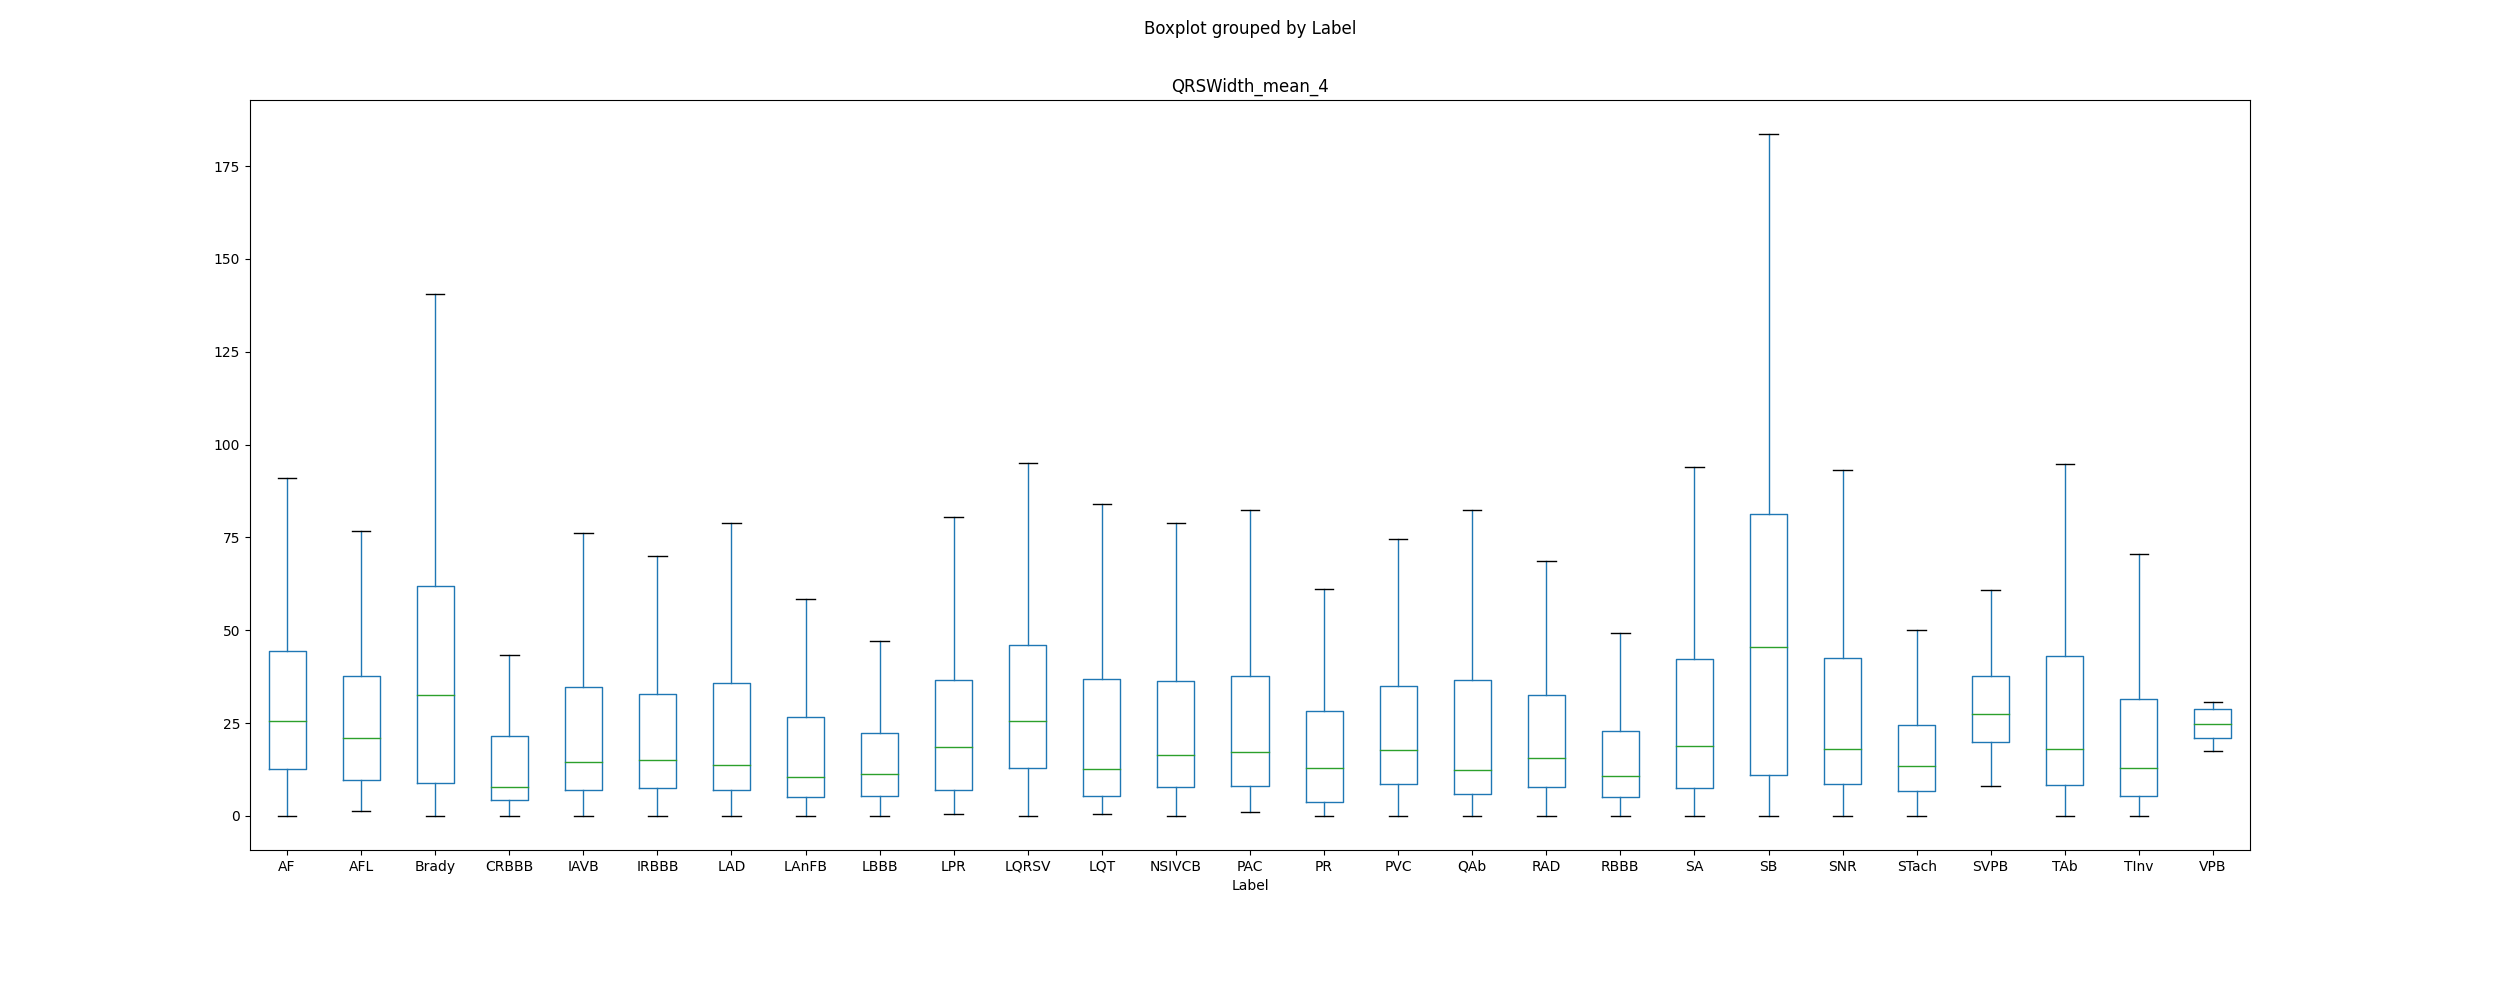 Boxplot grouped by Label
QRSWidth_mean_4
175
150
125
100
75
50
25
0
AF AFL Brady CRBBB IAVB IRBBB LAD LAnFB LBBB LPR LQRSV LQT NSIVCB PAC PR PVC QAb RAD RBBB SA SB SNR STach SVPB TAb TInv VPB
Label